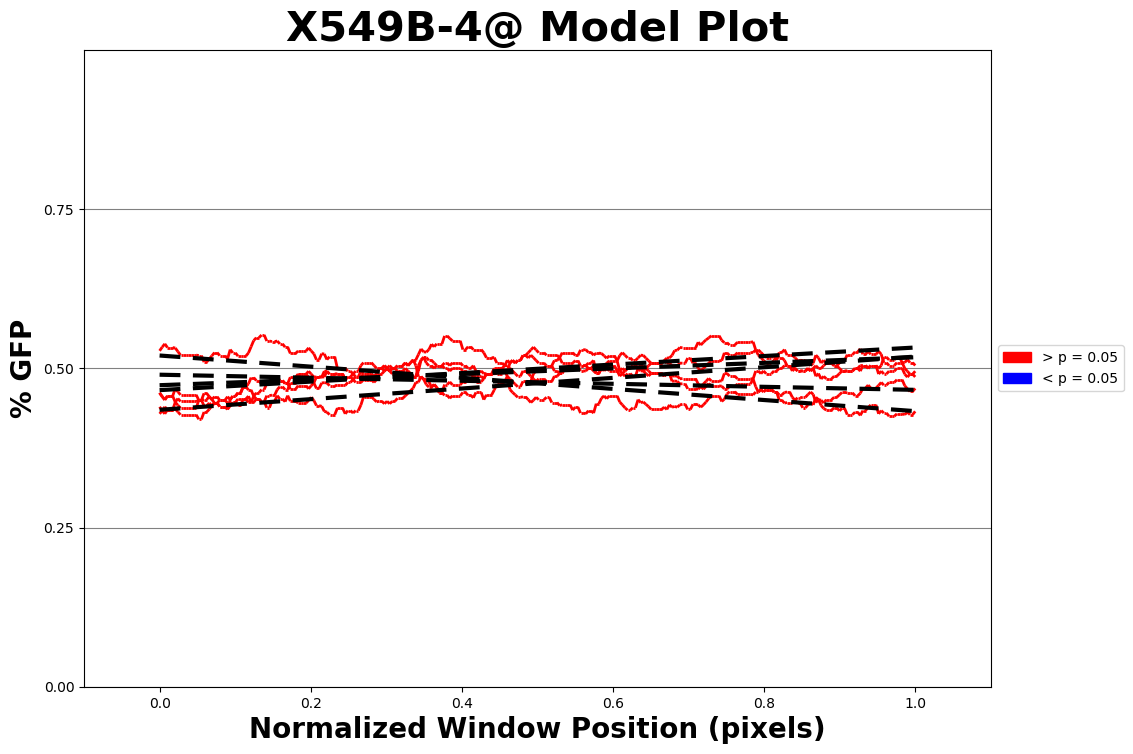 X549B-4@ Model Plot
% GFP
0.75
0.50
0.25
0.00
0.0 0.2 0.4 0.6 0.8 1.0
Normalized Window Position (pixels)
> p = 0.05
< p = 0.05